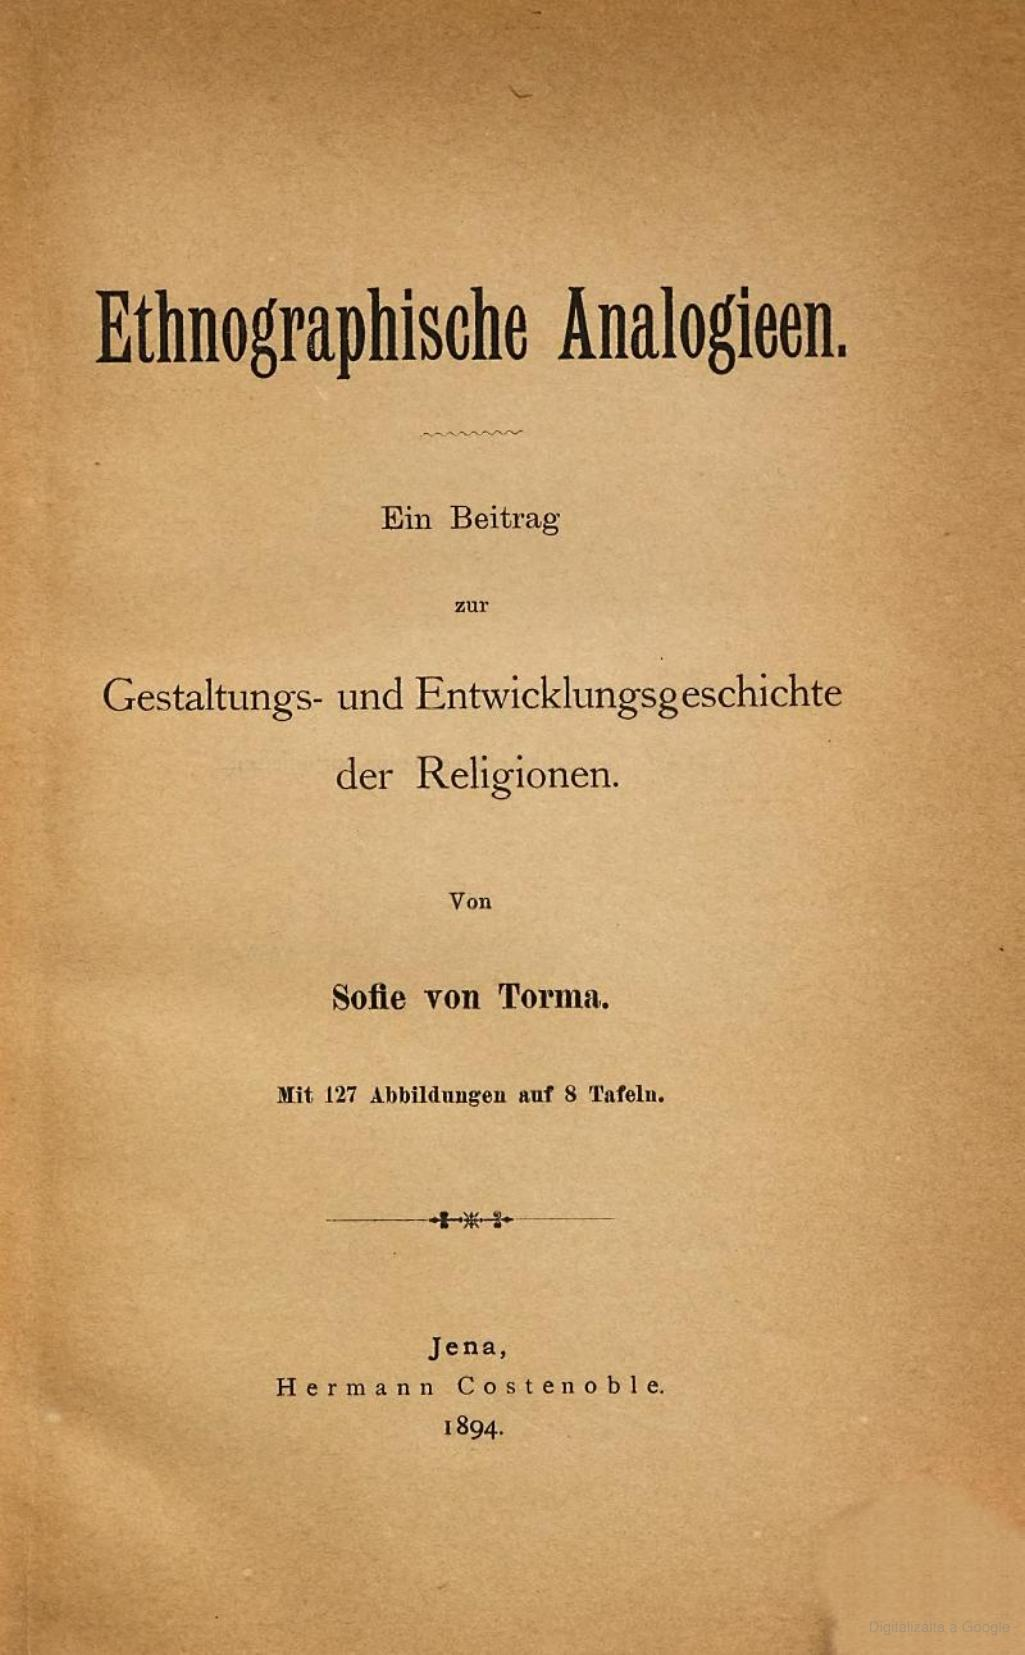 Ethnographische Analogieen.
Ein Beitrag
zur
Gestaltungs- und Entwicklungsgeschichte
der Religionen.
Von
Sofie von Torma.
Mit 127 Abbildungen auf 8 Tafeln.
Jena,
Hermann Costenoble.
1894.
Digitalizálta a Google